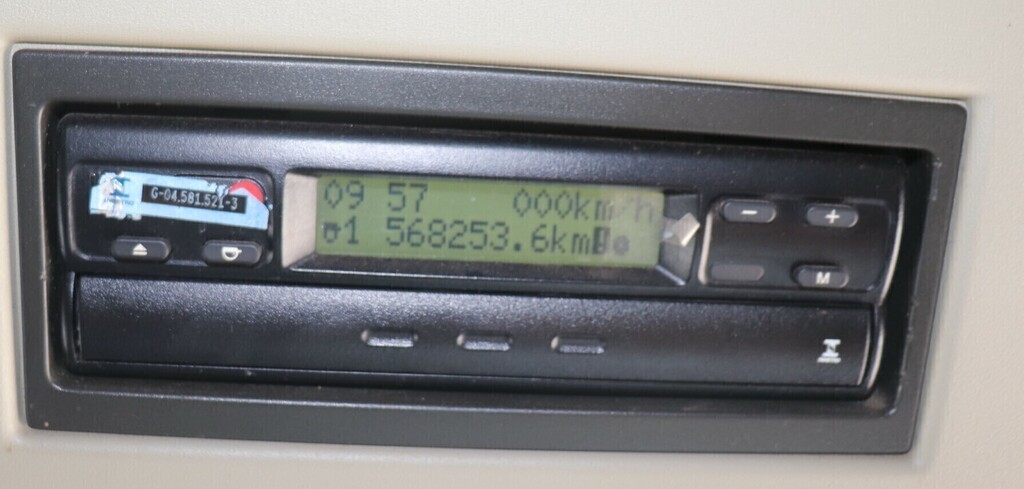 G-04.581.521-3
09 57 000km/h
1 568253.6km
- +
M